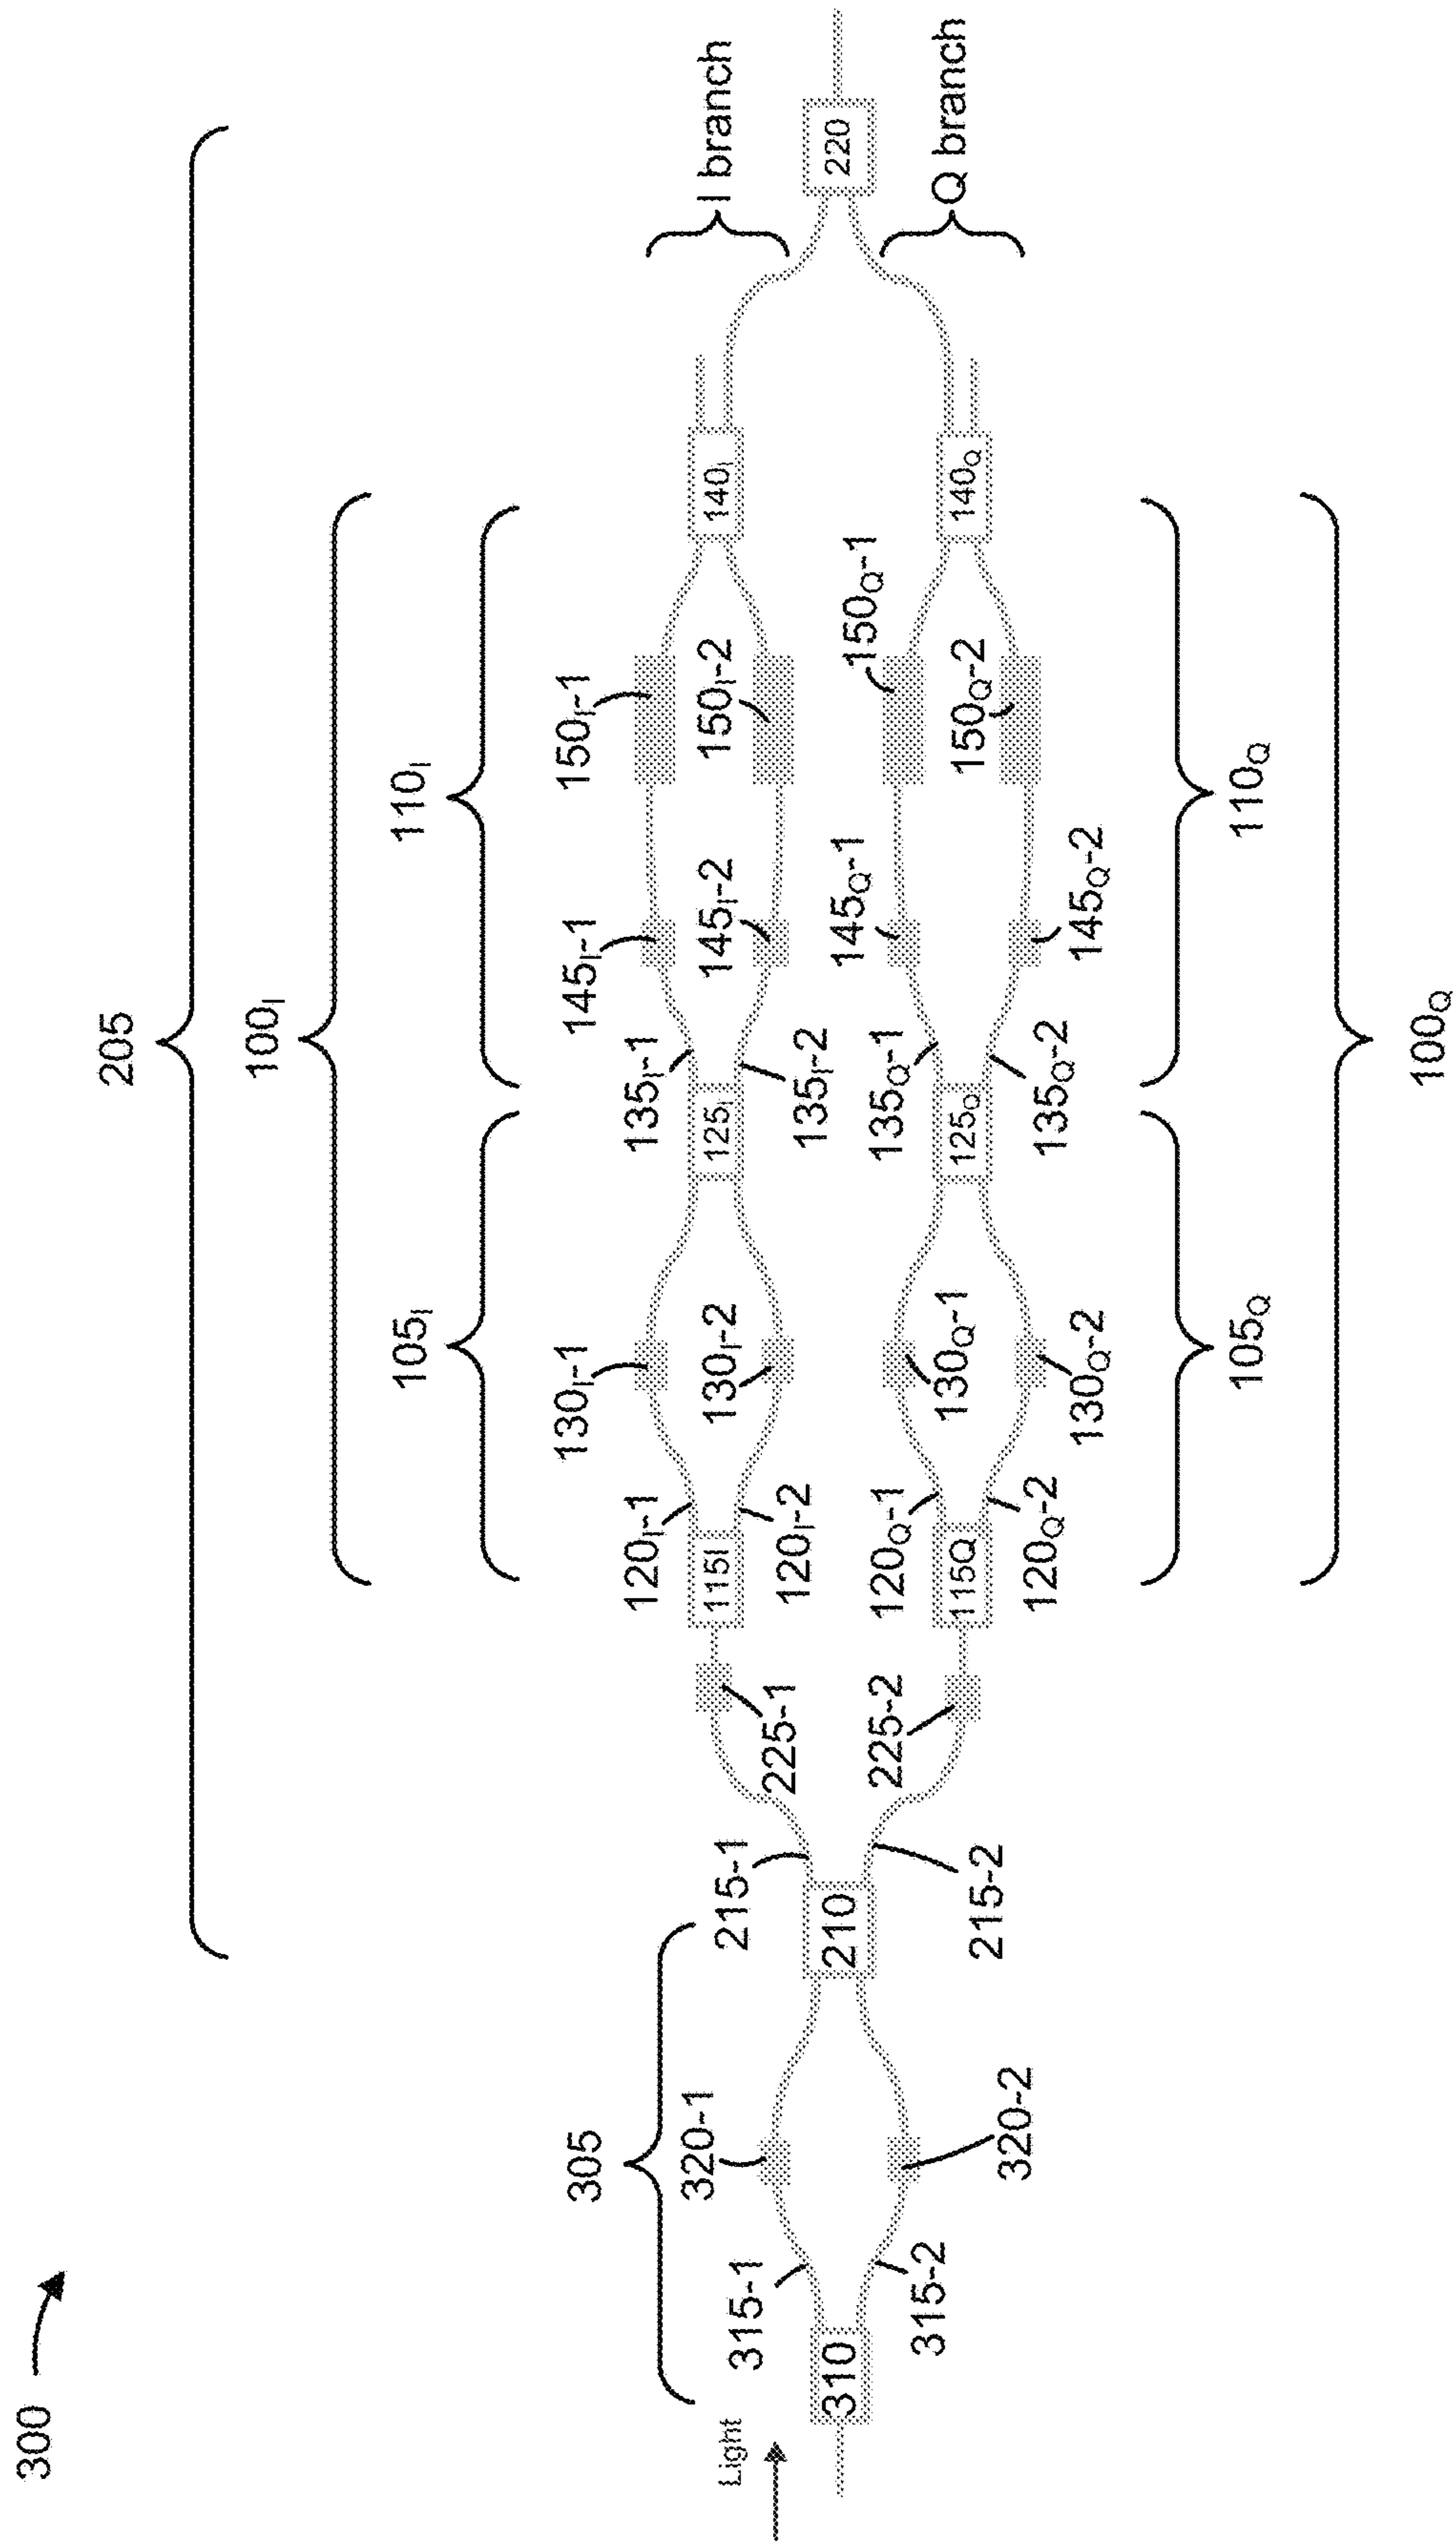 300
205
100I
110I
105I
150I-1
145I-1
130I-1
150I-2
145I-2
130I-2
135I-1
120I-1
140I
125I
115I
135I-2
120I-2
I branch
225-1
305
320-1
215-1
315-1
Light
220
210
310
320-2
215-2
315-2
Q branch
225-2
150Q-1
145Q-1
130Q-1
150Q-2
135Q-1
120Q-1
140Q
125Q
115Q
145Q-2
130Q-2
135Q-2
120Q-2
110Q
105Q
100Q